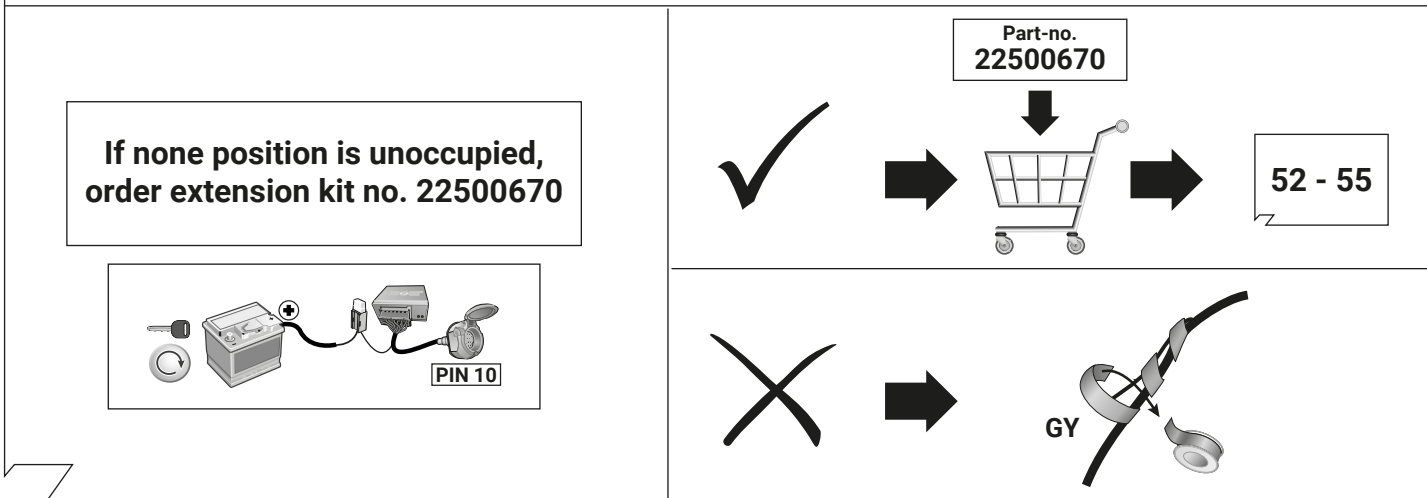 If none position is unoccupied,
order extension kit no. 22500670
PIN 10
Part-no.
22500670
52 - 55
GY